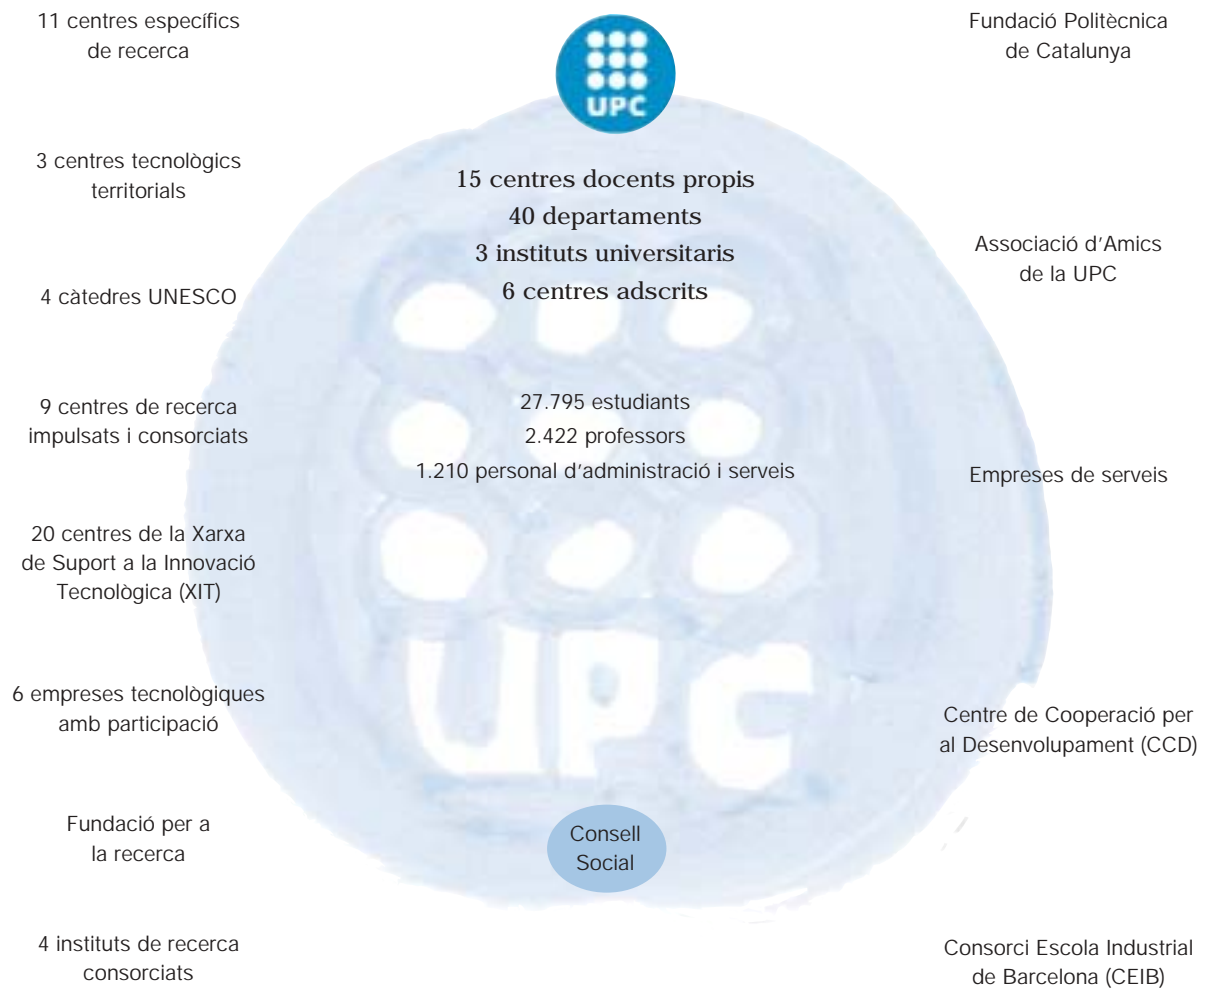 11 centres específics
de recerca
3 centres tecnològics
territorials
4 càtedres UNESCO
9 centres de recerca
impulsats i consorciats
20 centres de la Xarxa
de Suport a la Innovació
Tecnològica (XIT)
6 empreses tecnològiques
amb participació
Fundació per a
la recerca
4 instituts de recerca
consorciats
UPC
15 centres docents propis
40 departaments
3 instituts universitaris
6 centres adscrits
27.795 estudiants
2.422 professors
1.210 personal d'administració i serveis
UPC
Consell
Social
Fundació Politècnica
de Catalunya
Associació d'Amics
de la UPC
Empreses de serveis
Centre de Cooperació per
al Desenvolupament (CCD)
Consorci Escola Industrial
de Barcelona (CEIB)